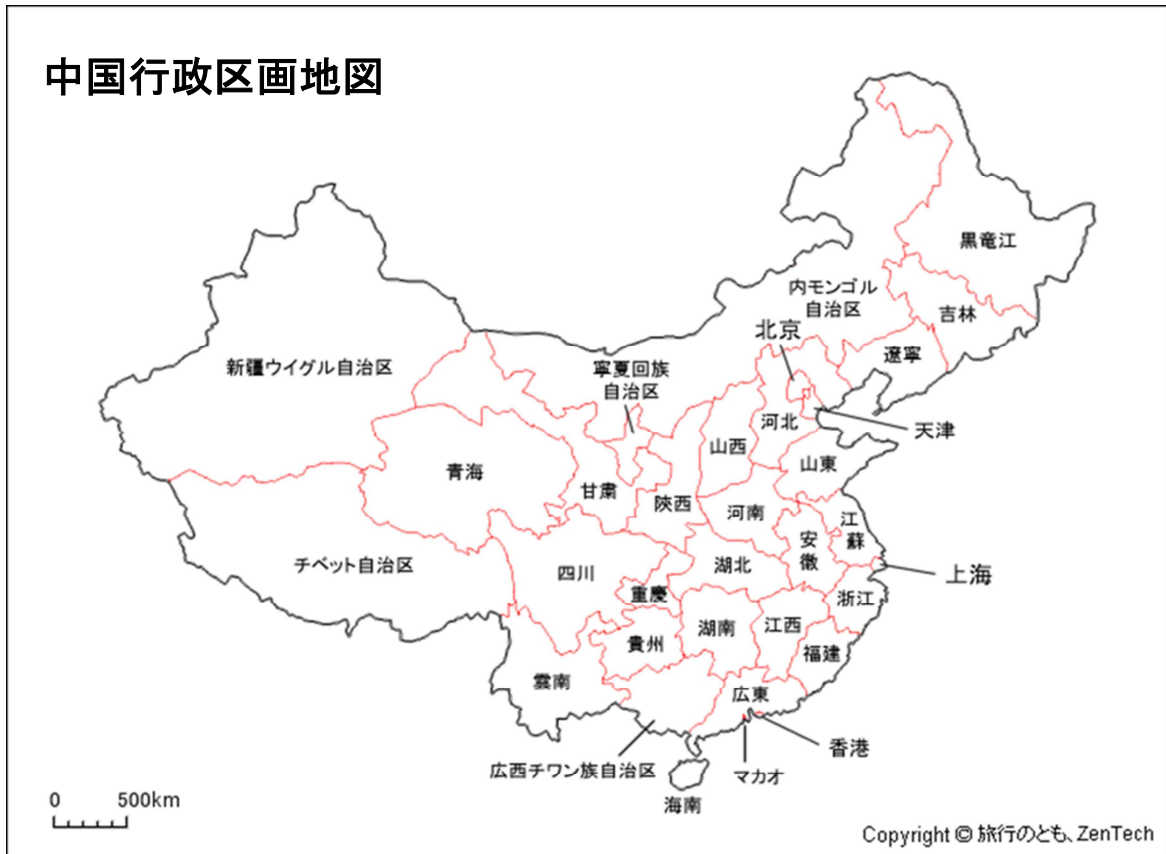 中国行政区画地図
黒竜江
内モンゴル
自治区
吉林
北京
遼寧
新疆ウイグル自治区
寧夏回族
自治区
河北
天津
山西
山東
青海
甘粛
陝西
河南
江
蘇
安
徽
チベット自治区
四川
湖北
上海
重慶
浙江
湖南
江西
貴州
福建
雲南
広東
香港
広西チワン族自治区
マカオ
海南
0 500km
Copyright © 旅行のとも、ZenTech